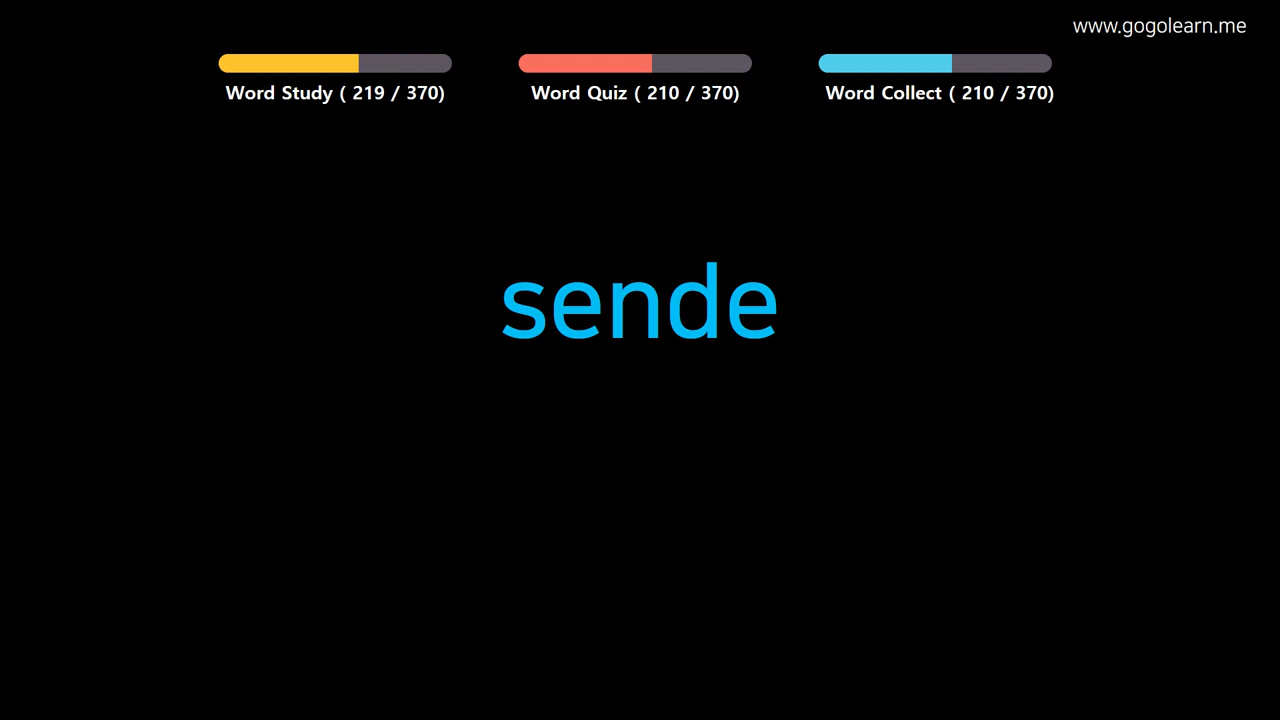 www.gogolearn.me
Word Study ( 219 / 370)
Word Quiz ( 210 / 370)
Word Collect ( 210 / 370)
sende